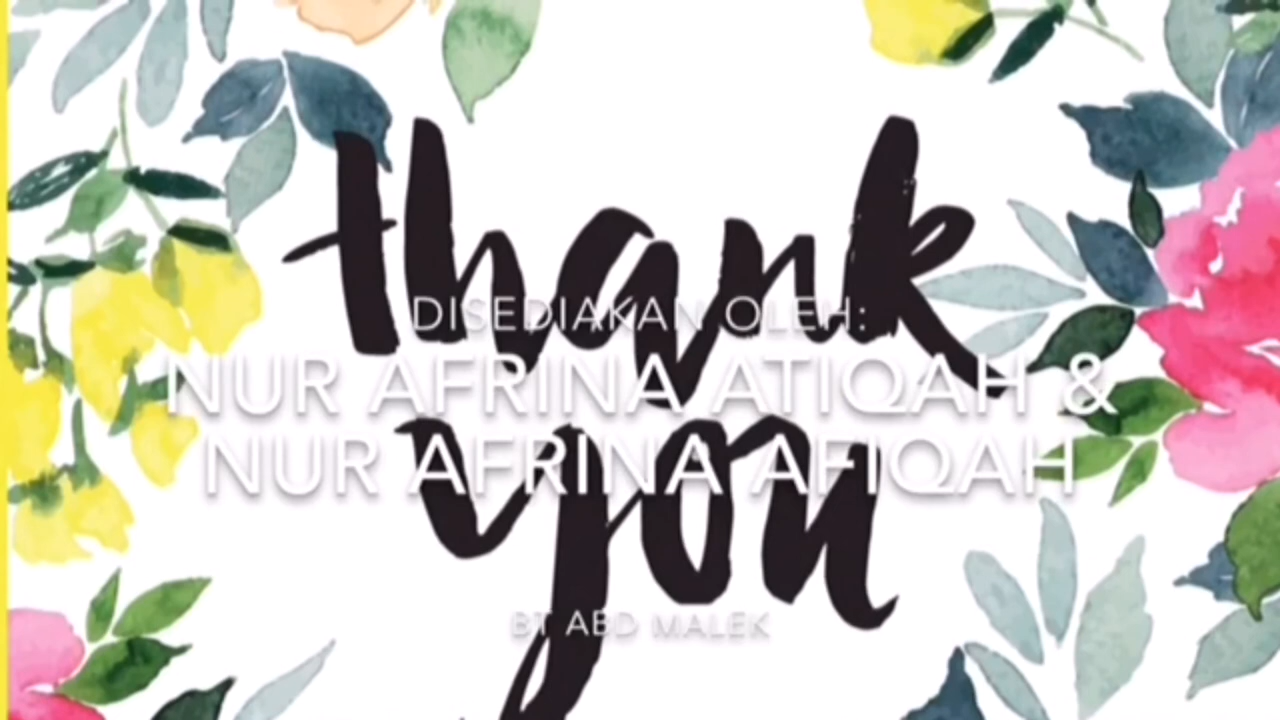 thank
DISEDIAKAN OLEH:
NUR AFRINA ATIQAH &
NUR AFRINA AFIQAH
you
BT ABD MALEK